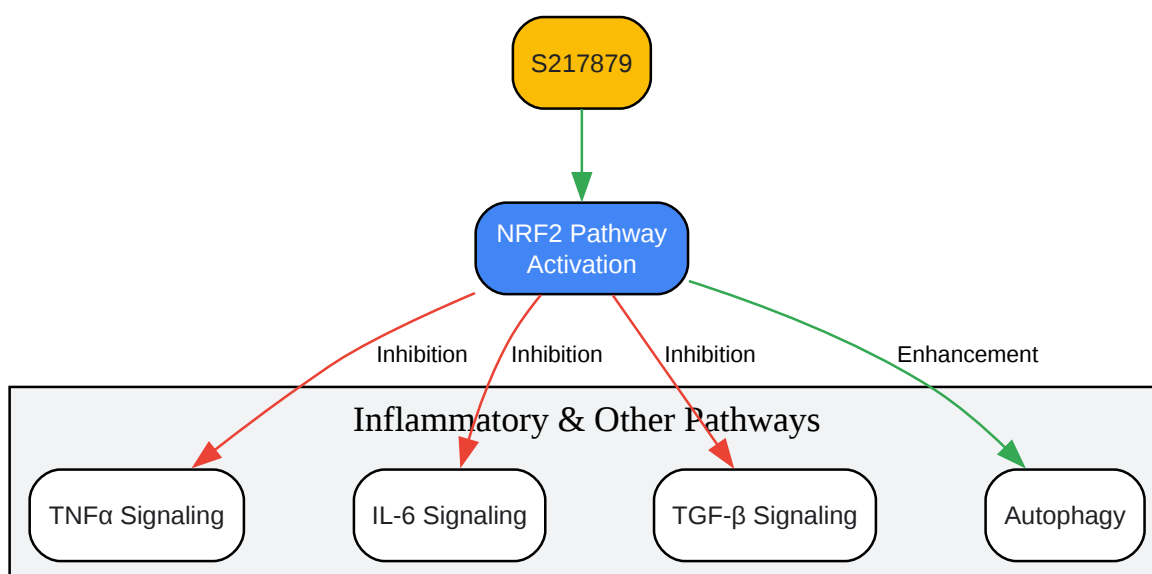 S217879
NRF2 Pathway
Activation
Inhibition
Inhibition
Inhibition
Enhancement
Inflammatory & Other Pathways
TNFα Signaling
IL-6 Signaling
TGF-β Signaling
Autophagy